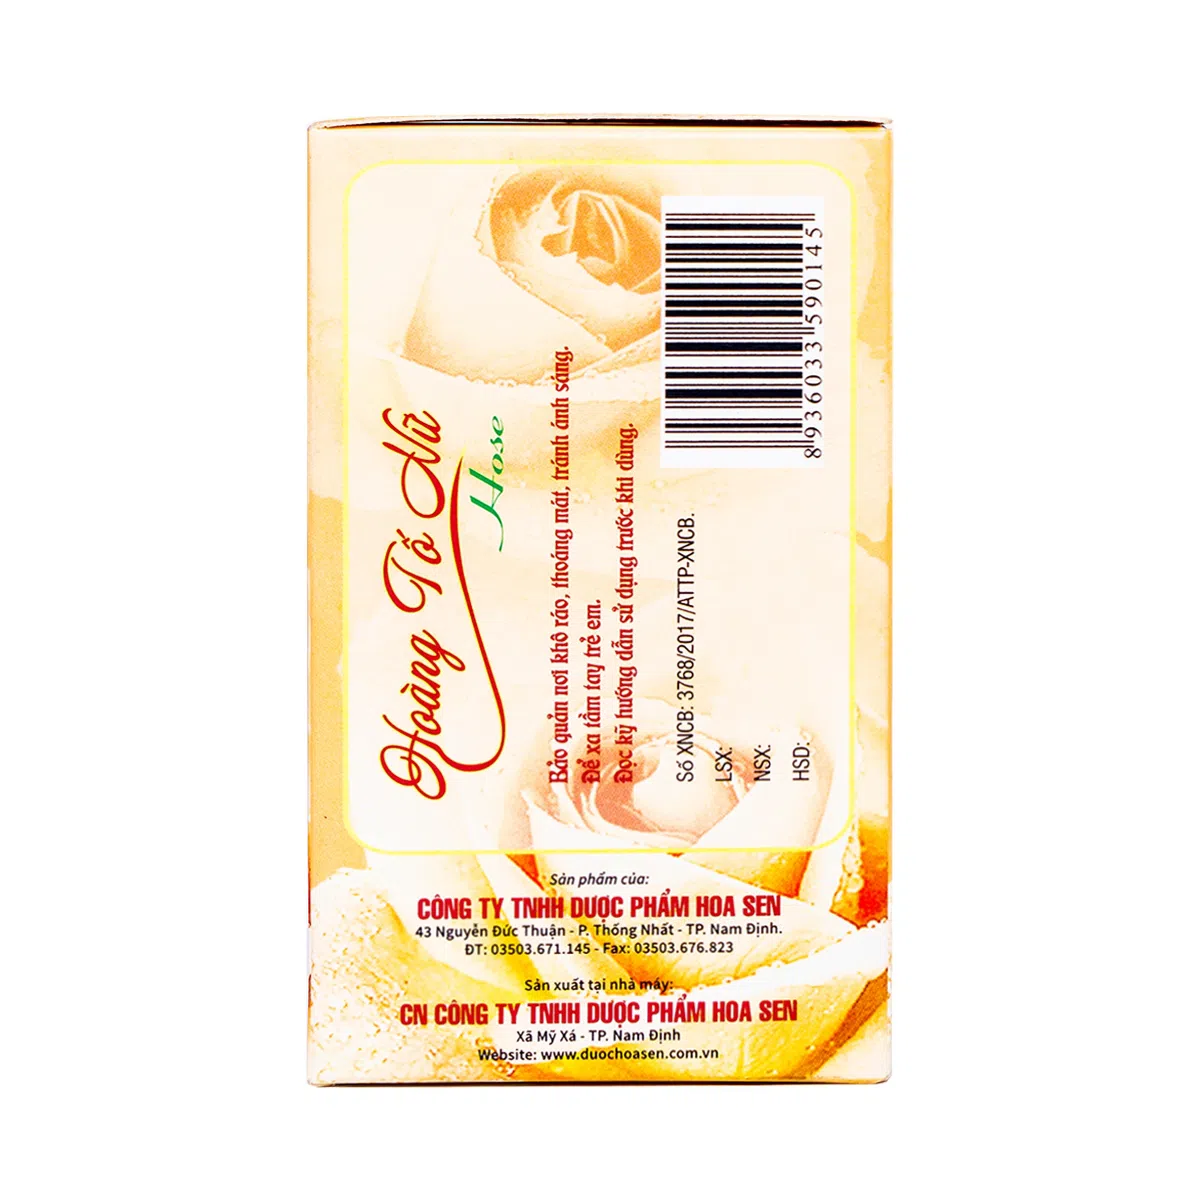 Hoàng Tố Nữ
Hose
Bảo quản nơi khô ráo, thoáng mát, tránh ánh sáng.
Để xa tầm tay trẻ em.
Đọc kỹ hướng dẫn sử dụng trước khi dùng.
8936033590145
Số XNCB: 3768/2017/ATTP-XNCB.
LSX:
NSX:
HSD:
Sản phẩm của:
CÔNG TY TNHH DƯỢC PHẨM HOA SEN
43 Nguyễn Đức Thuận - P. Thống Nhất - TP. Nam Định.
ĐT: 03503.671.145 - Fax: 03503.676.823
Sản xuất tại nhà máy:
CN CÔNG TY TNHH DƯỢC PHẨM HOA SEN
Xã Mỹ Xá - TP. Nam Định
Website: www.duochoasen.com.vn